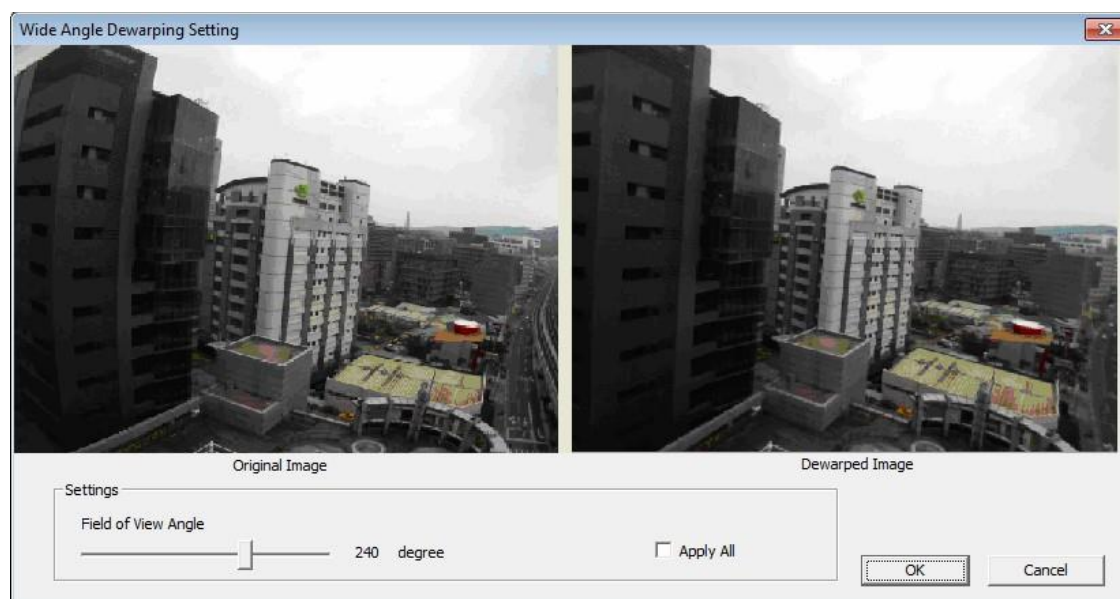 Wide Angle Dewarping Setting
Original Image
Dewarped Image
Settings
Field of View Angle
240 degree
Apply All
OK
Cancel